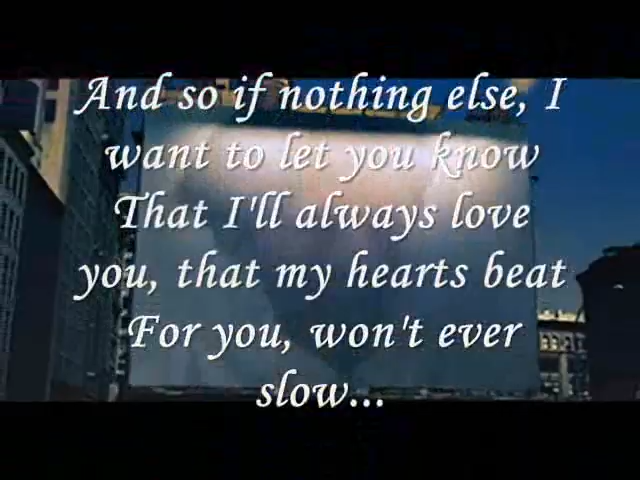 And so if nothing else, I
want to let you know
That I'll always love
you, that my hearts beat
For you, won't ever
slow...